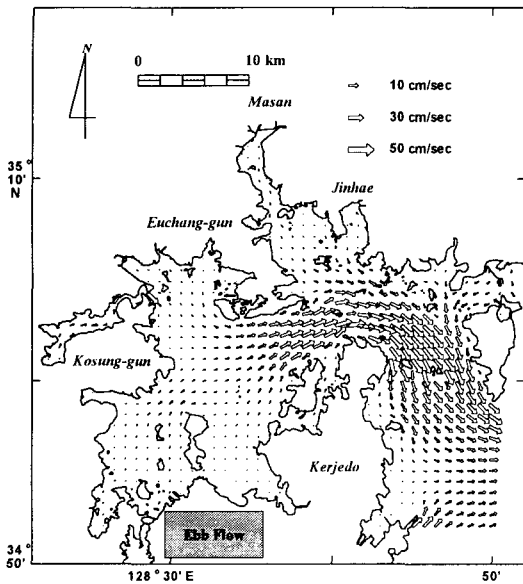 N
0 10 km
Masan
10 cm/sec
30 cm/sec
50 cm/sec
35°
10'
N
Jinhae
Euchang-gun
Kosung-gun
Kerjedo
Ebb Flow
34°
50'
128° 30' E
50'